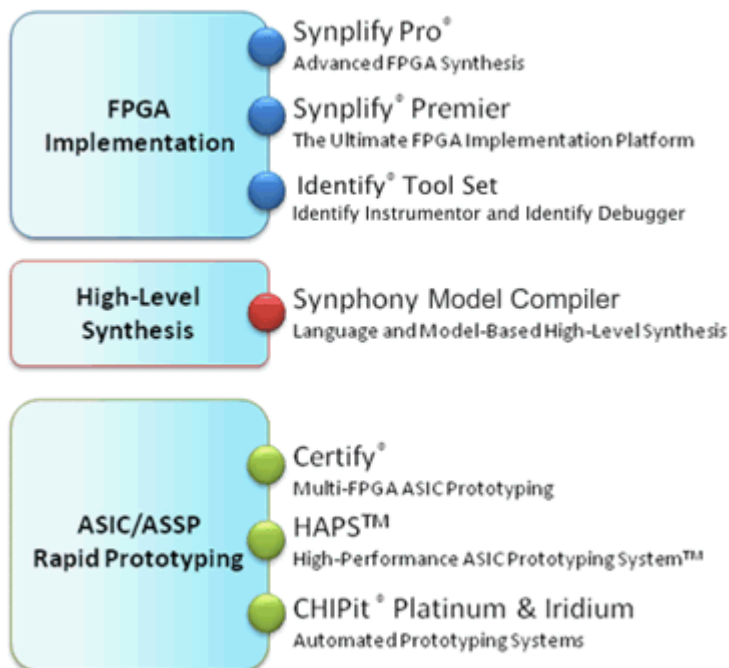 FPGA
Implementation
Synplify Pro®
Advanced FPGA Synthesis
Synplify® Premier
The Ultimate FPGA Implementation Platform
Identify® Tool Set
Identify Instrumentor and Identify Debugger
High-Level
Synthesis
Synphony Model Compiler
Language and Model-Based High-Level Synthesis
ASIC/ASSP
Rapid Prototyping
Certify®
Multi-FPGA ASIC Prototyping
HAPS™
High-Performance ASIC Prototyping System™
CHIPit® Platinum & Iridium
Automated Prototyping Systems